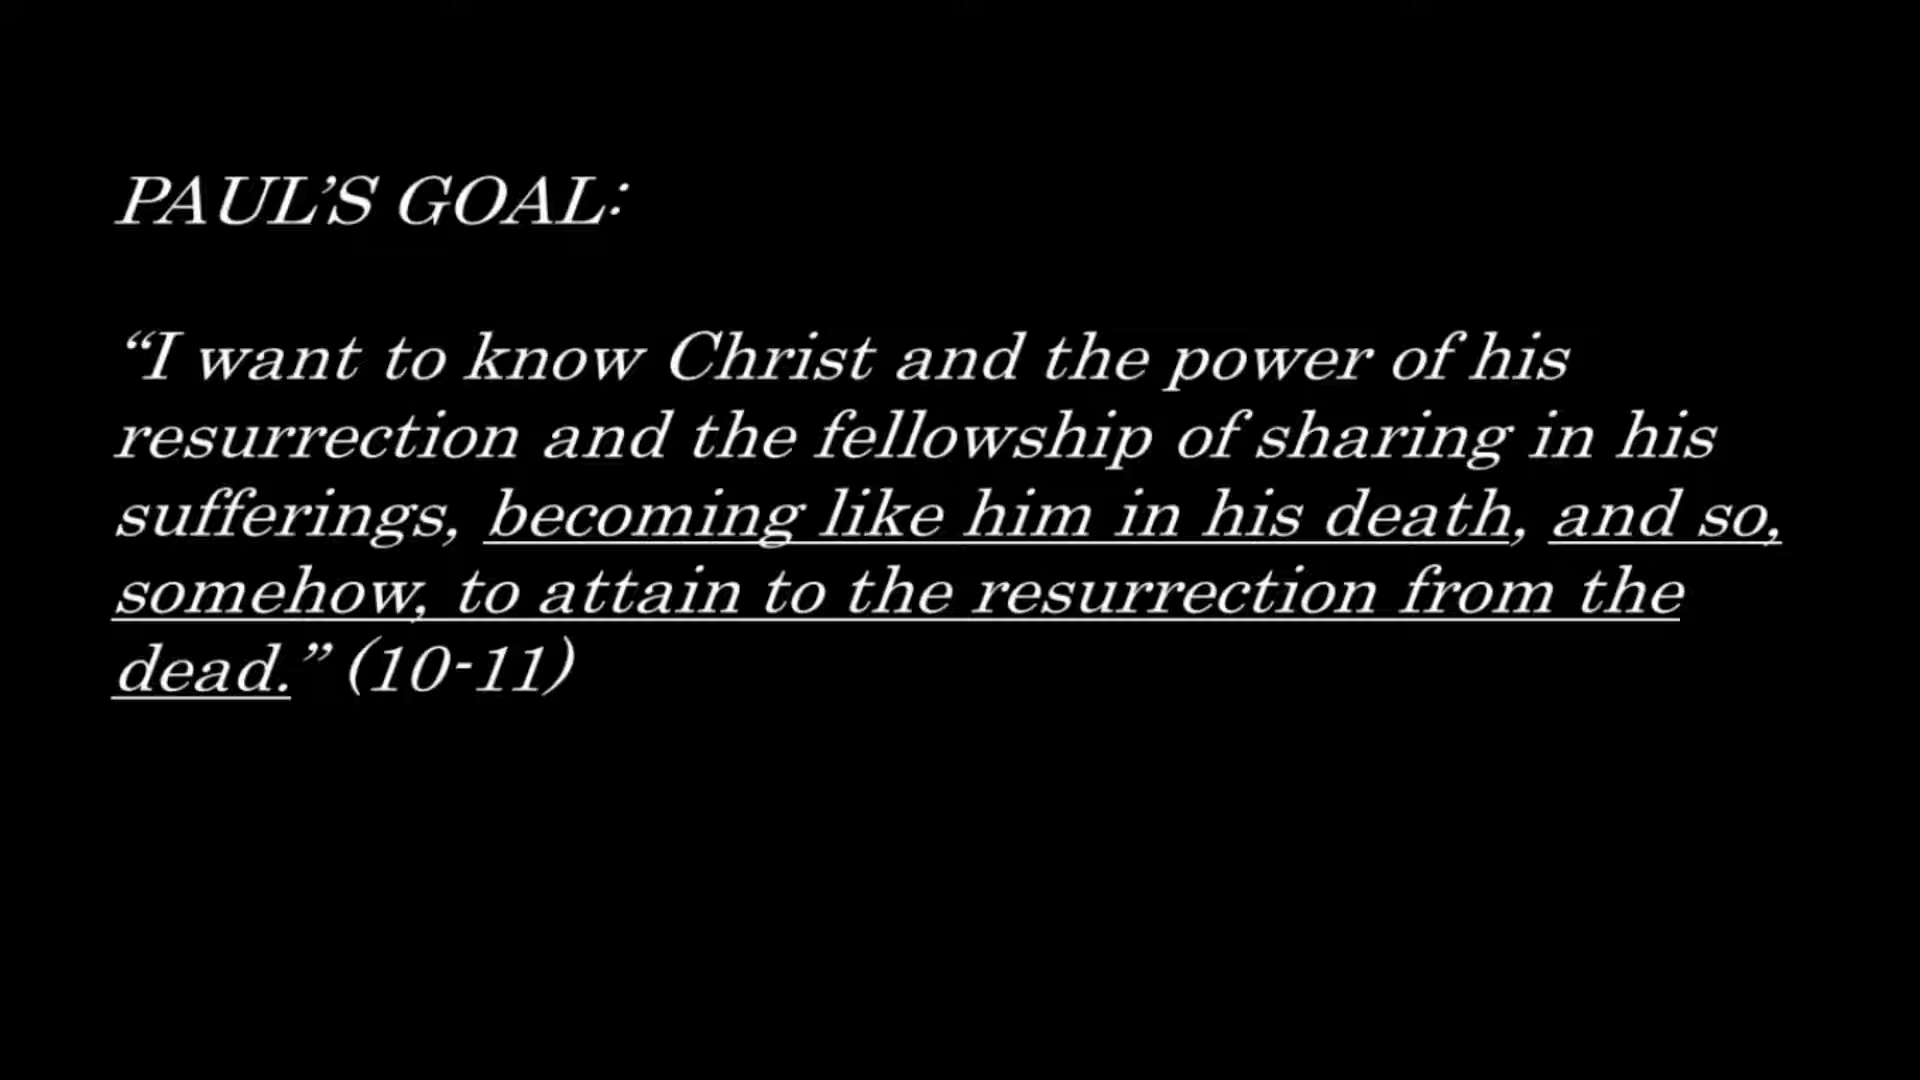 PAUL’S GOAL:
“I want to know Christ and the power of his
resurrection and the fellowship of sharing in his
sufferings, becoming like him in his death, and so,
somehow, to attain to the resurrection from the
dead.” (10-11)